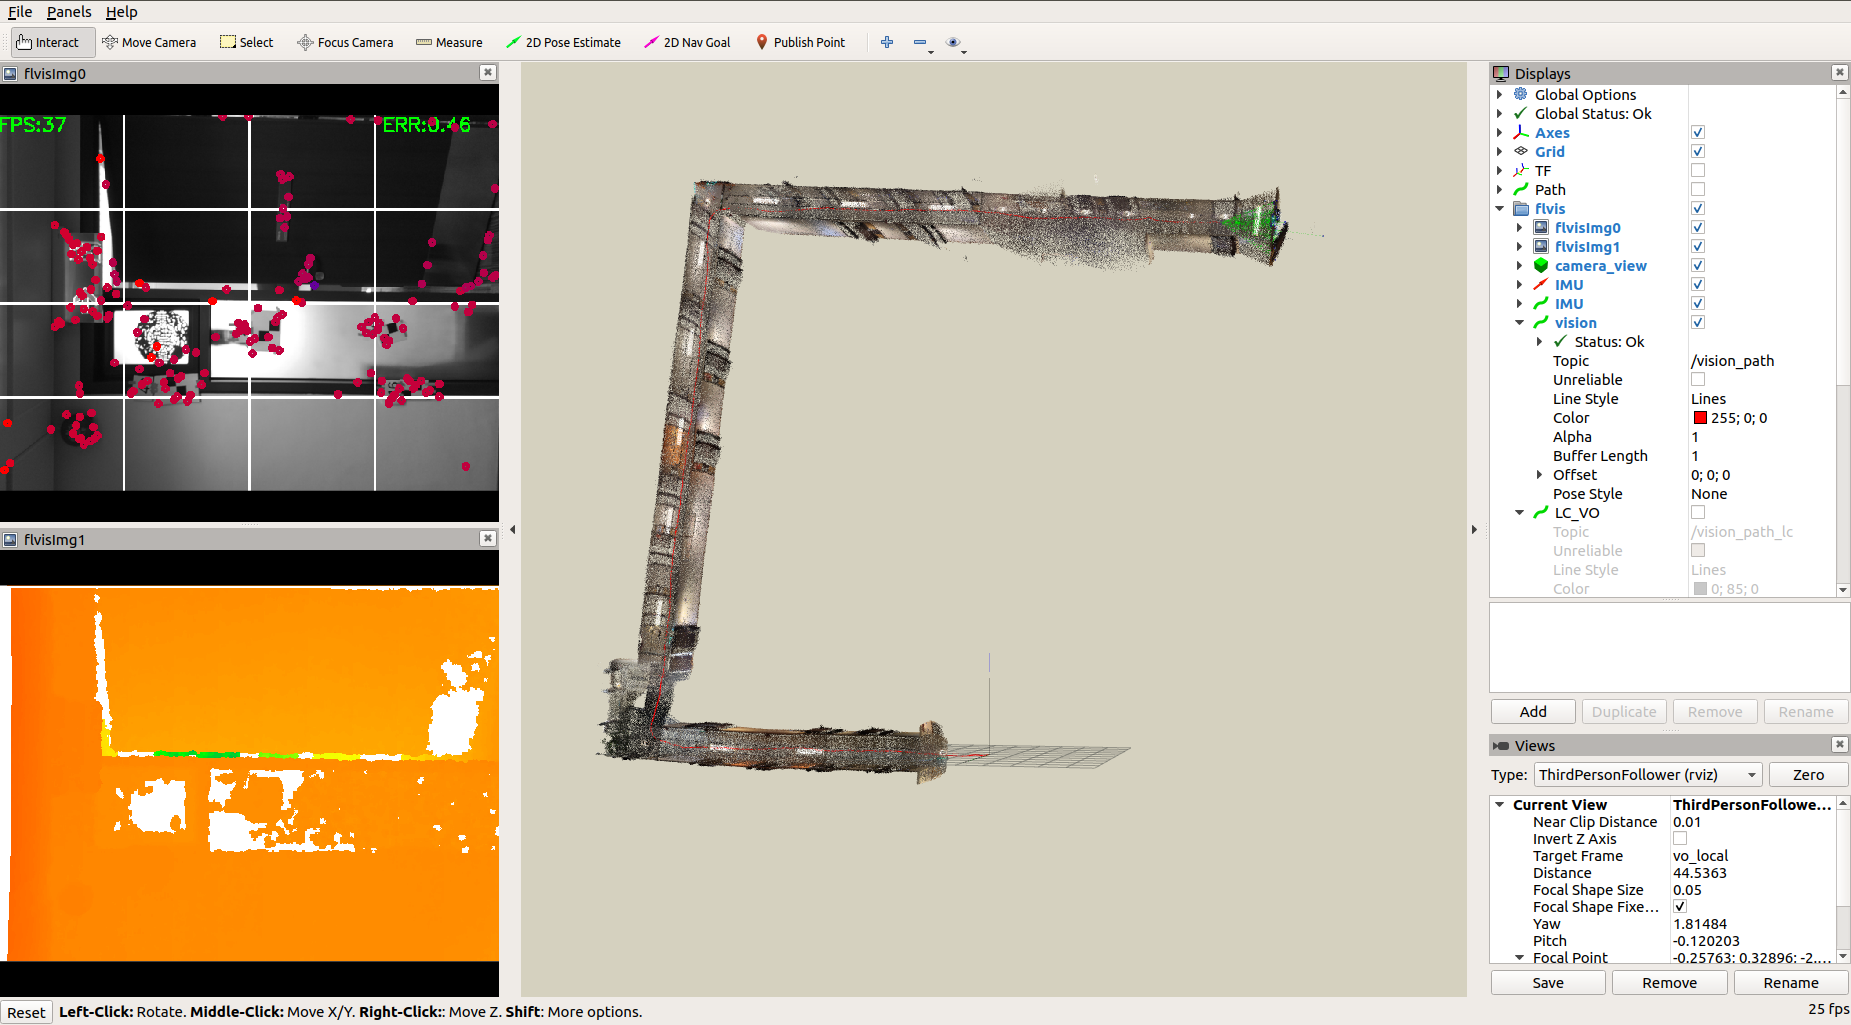 File Panels Help
Interact Move Camera Select Focus Camera Measure 2D Pose Estimate 2D Nav Goal Publish Point
flvisImg0
FPS:37 ERR:0.46
flvisImg1
Displays
Global Options
Global Status: Ok
Axes
Grid
TF
Path
flvis
flvisImg0
flvisImg1
camera_view
IMU
IMU
vision
Status: Ok
Topic /vision_path
Unreliable
Line Style Lines
Color 255; 0; 0
Alpha 1
Buffer Length 1
Offset 0; 0; 0
Pose Style None
LC_VO
Topic /vision_path_lc
Unreliable
Line Style Lines
Color 0; 85; 0
Add Duplicate Remove Rename
Views
Type: ThirdPersonFollower (rviz) Zero
Current View ThirdPersonFollowe...
Near Clip Distance 0.01
Invert Z Axis
Target Frame vo_local
Distance 44.5363
Focal Shape Size 0.05
Focal Shape Fixe...
Yaw 1.81484
Pitch -0.120203
Focal Point -0.25763; 0.32896; -2....
Save Remove Rename
Reset Left-Click: Rotate. Middle-Click: Move X/Y. Right-Click:: Move Z. Shift: More options. 25 fps